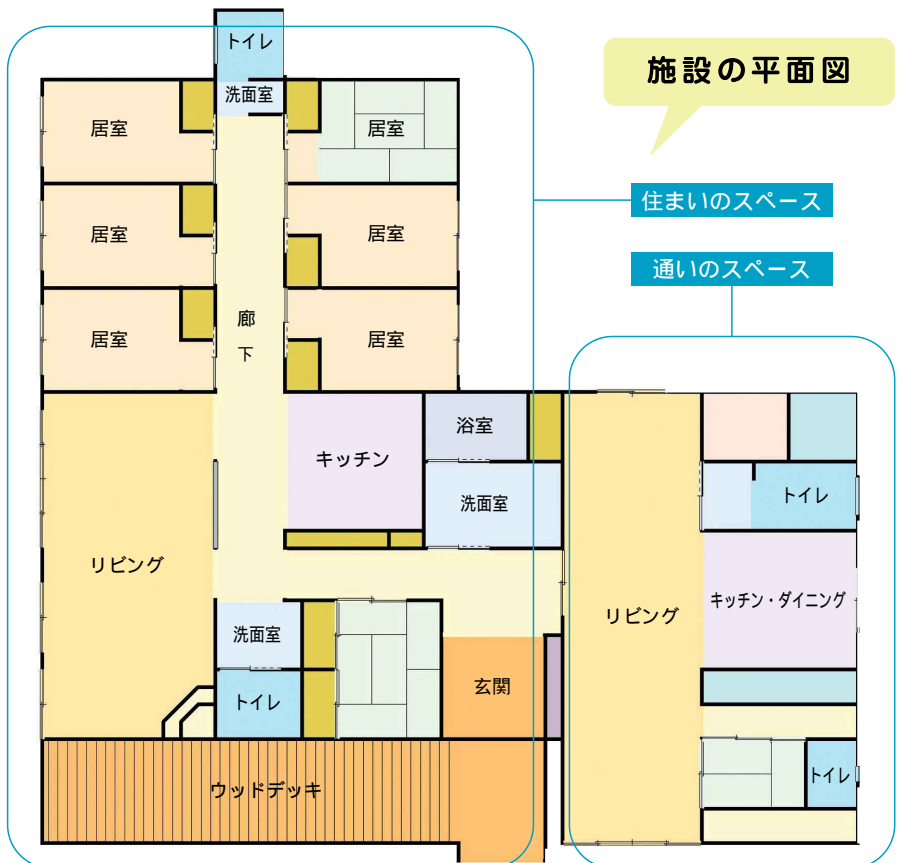 施設の平面図
住まいのスペース
通いのスペース
トイレ
洗面室
居室
居室
居室
居室
居室
居室
廊
下
キッチン
浴室
洗面室
トイレ
リビング
リビング
キッチン・ダイニング
洗面室
トイレ
玄関
トイレ
ウッドデッキ